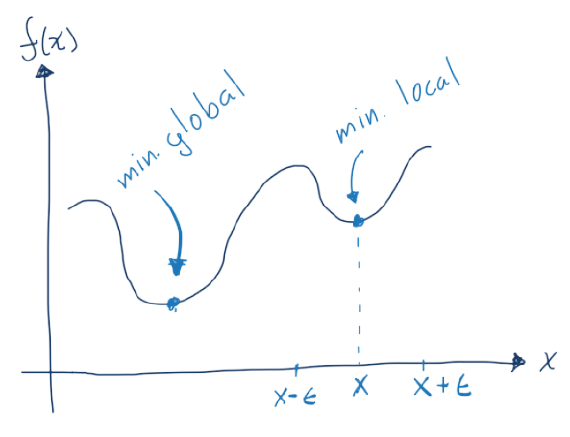 f(x)
min. global
min. local
x-ε x x+ε
x